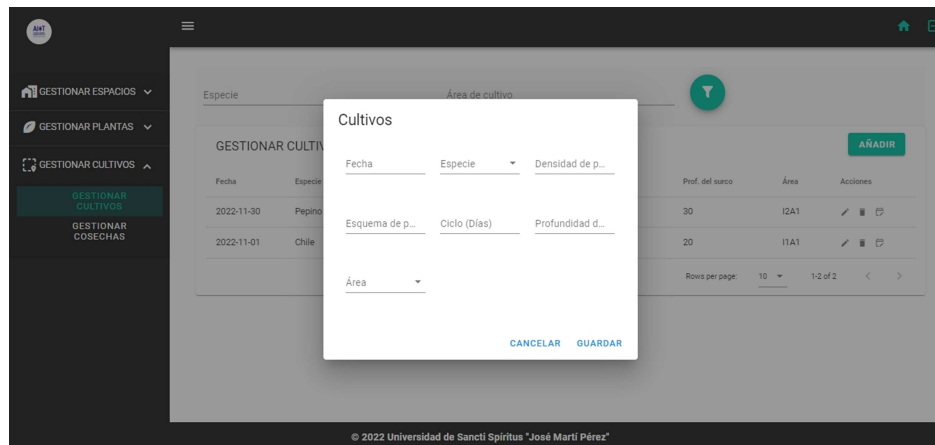 AIoT
GESTIONAR ESPACIOS
GESTIONAR PLANTAS
GESTIONAR CULTIVOS
GESTIONAR
CULTIVOS
GESTIONAR
COSECHAS
Especie
Área de cultivo
GESTIONAR CULTIV
AÑADIR
Fecha
Especie
Prof. del surco
Área
Acciones
2022-11-30
Pepino
30
I2A1
2022-11-01
Chile
20
I1A1
Rows per page:
10
1-2 of 2
Cultivos
Fecha
Especie
Densidad de p...
Esquema de p...
Ciclo (Días)
Profundidad d...
Área
CANCELAR
GUARDAR
© 2022 Universidad de Sancti Spíritus "José Martí Pérez"